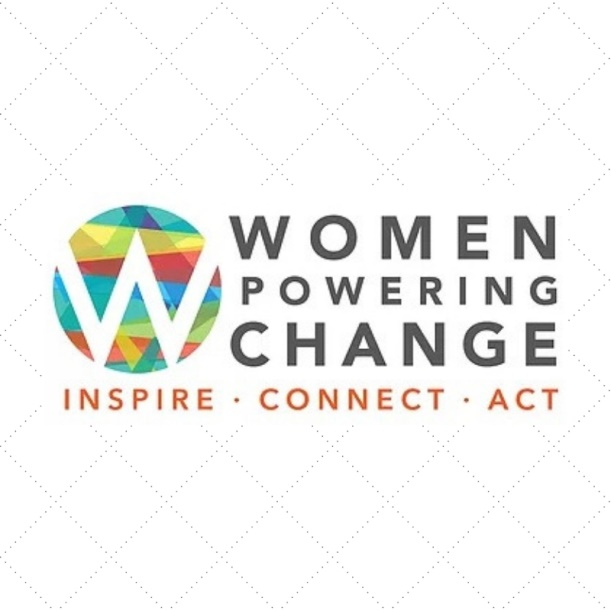 W
WOMEN
POWERING
CHANGE
INSPIRE · CONNECT · ACT